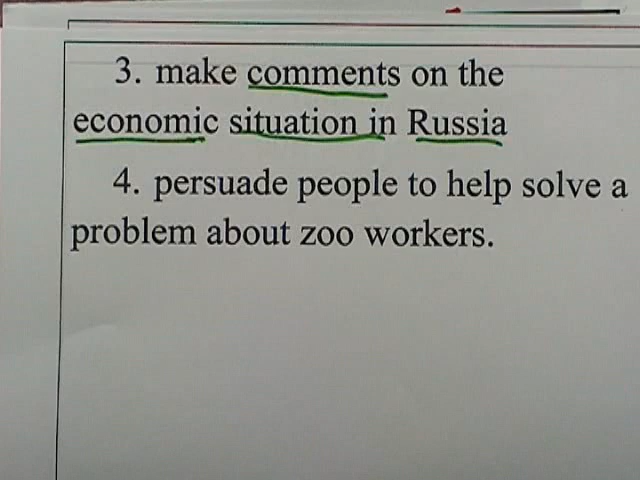 3. make comments on the
economic situation in Russia
4. persuade people to help solve a
problem about zoo workers.